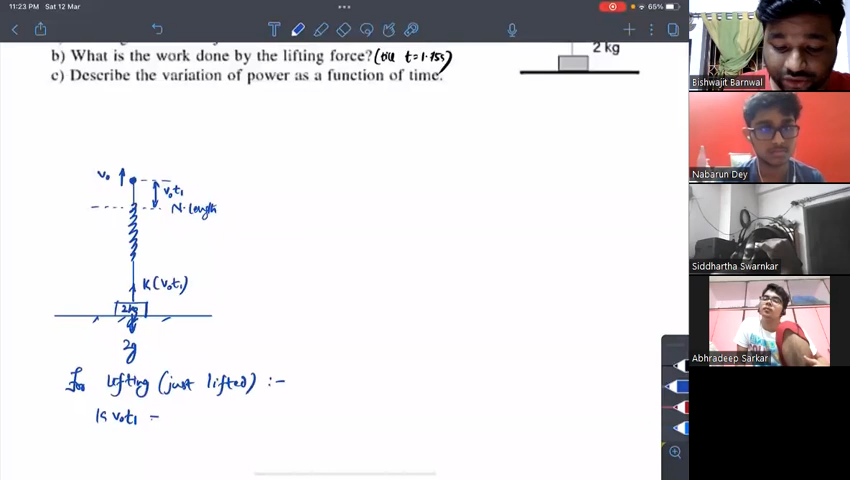 11:23 PM Sat 12 Mar
65%
b) What is the work done by the lifting force? (till t = 1.75s)
c) Describe the variation of power as a function of time.
2 kg
v₀
v₀t₁
N. Length
K(v₀t₁)
2kg
2g
For lifting (just lifted) :-
K v₀t₁ =
Bishwajit Barnwal
Nabarun Dey
Siddhartha Swarnkar
Abhradeep Sarkar